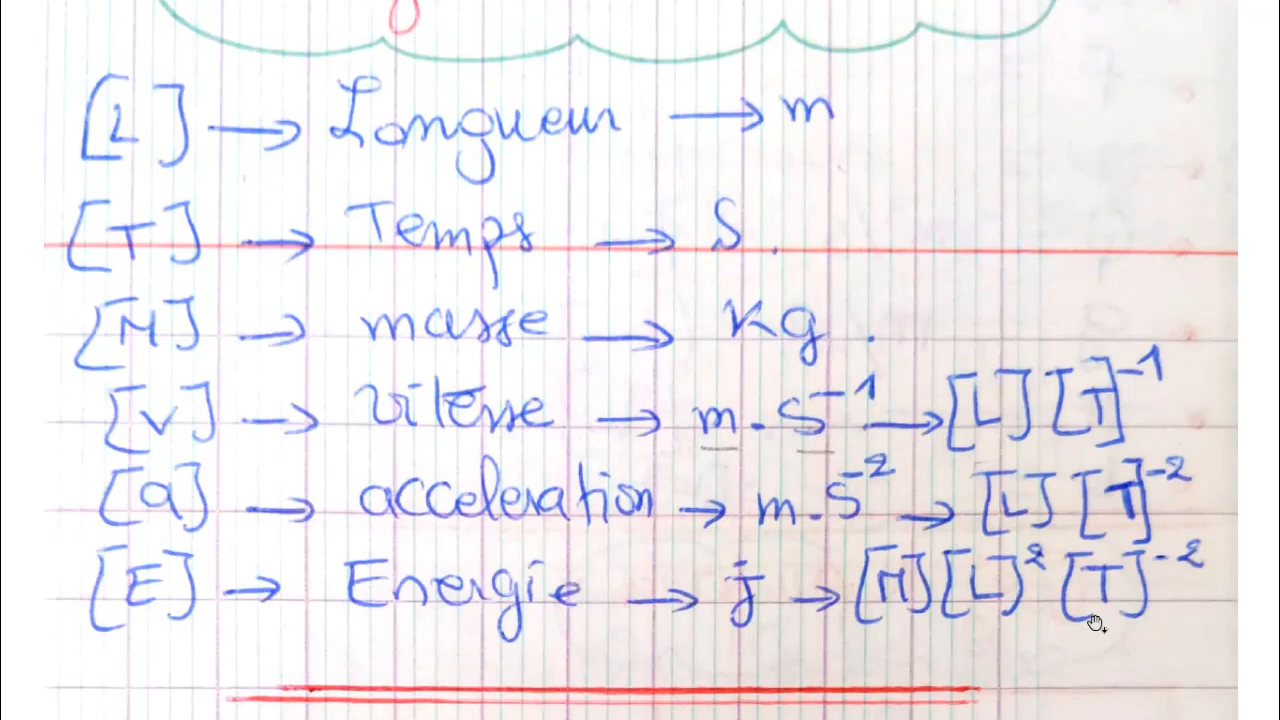 [L] → Longueur → m
[T] → Temps → S.
[M] → masse → Kg.
[v] → vitesse → m.S⁻¹ → [L][T]⁻¹
[a] → acceleration → m.S⁻² → [L][T]⁻²
[E] → Energie → j → [M][L]²[T]⁻²